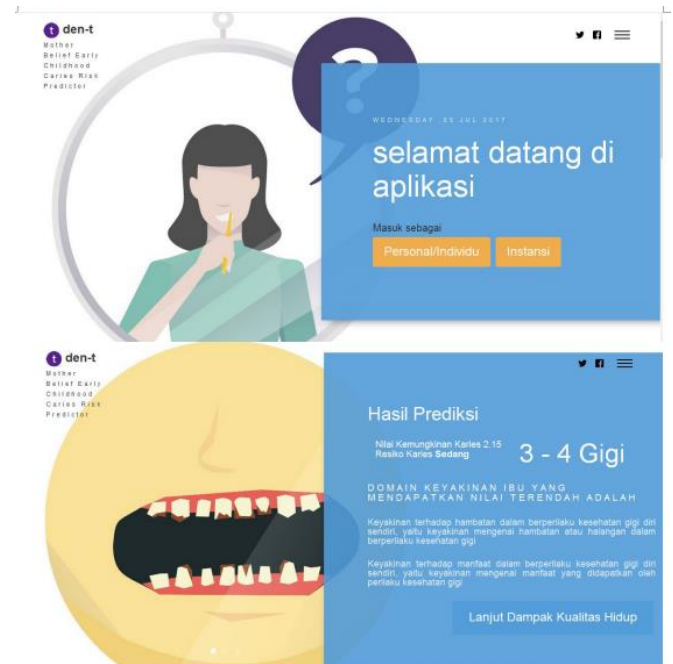 t den-t
Mother
Belief Early
Childhood
Caries Risk
Predictor
?
WEDNESDAY 25 JUL 2017
selamat datang di
aplikasi
Masuk sebagai
Personal/Individu Instansi
t den-t
Mother
Belief Early
Childhood
Caries Risk
Predictor
Hasil Prediksi
Nilai Kemungkinan Karies 2.15
Resiko Karies Sedang
3 - 4 Gigi
DOMAIN KEYAKINAN IBU YANG
MENDAPATKAN NILAI TERENDAH ADALAH
Keyakinan terhadap hambatan dalam berperilaku kesehatan gigi diri
sendiri, yaitu keyakinan mengenai hambatan atau halangan dalam
berperilaku kesehatan gigi
Keyakinan terhadap manfaat dalam berperilaku kesehatan gigi diri
sendiri, yaitu keyakinan mengenai manfaat yang didapatkan oleh
perilaku kesehatan gigi
Lanjut Dampak Kualitas Hidup